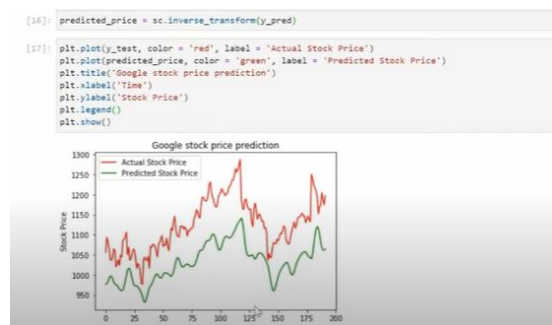 [16]: predicted_price = sc.inverse_transform(y_pred)
[17]: plt.plot(y_test, color = 'red', label = 'Actual Stock Price')
plt.plot(predicted_price, color = 'green', label = 'Predicted Stock Price')
plt.title('Google stock price prediction')
plt.xlabel('Time')
plt.ylabel('Stock Price')
plt.legend()
plt.show()
Google stock price prediction
Actual Stock Price
Predicted Stock Price
Stock Price
1300
1250
1200
1150
1100
1050
1000
950
0 25 50 75 100 125 150 175 200